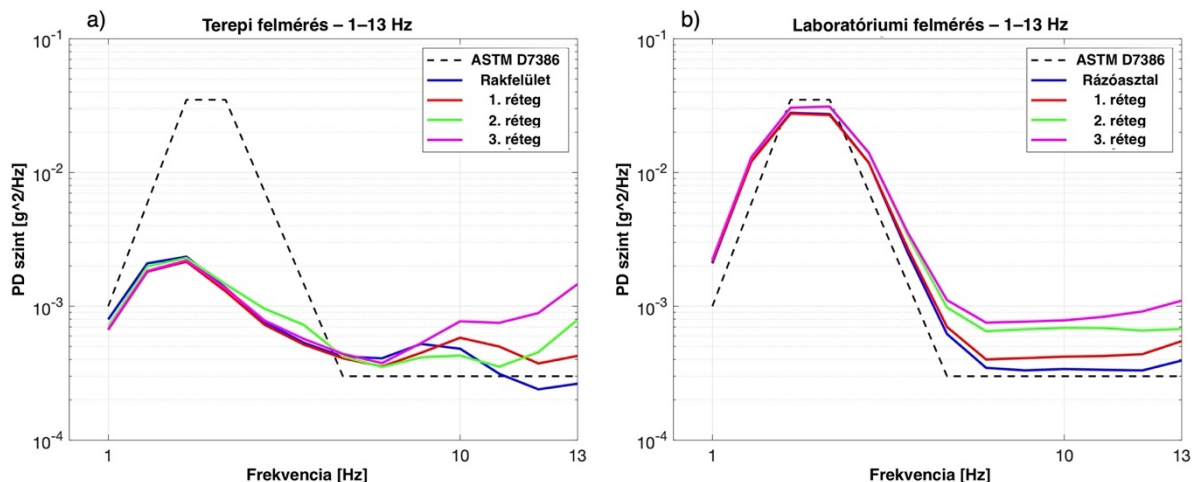 a)
Terepi felmérés – 1–13 Hz
10^-1
10^-2
10^-3
10^-4
PD szint [g^2/Hz]
ASTM D7386
Rakfelület
1. réteg
2. réteg
3. réteg
1
10
13
Frekvencia [Hz]
b)
Laboratóriumi felmérés – 1–13 Hz
10^-1
10^-2
10^-3
10^-4
PD szint [g^2/Hz]
ASTM D7386
Rázóasztal
1. réteg
2. réteg
3. réteg
1
10
13
Frekvencia [Hz]